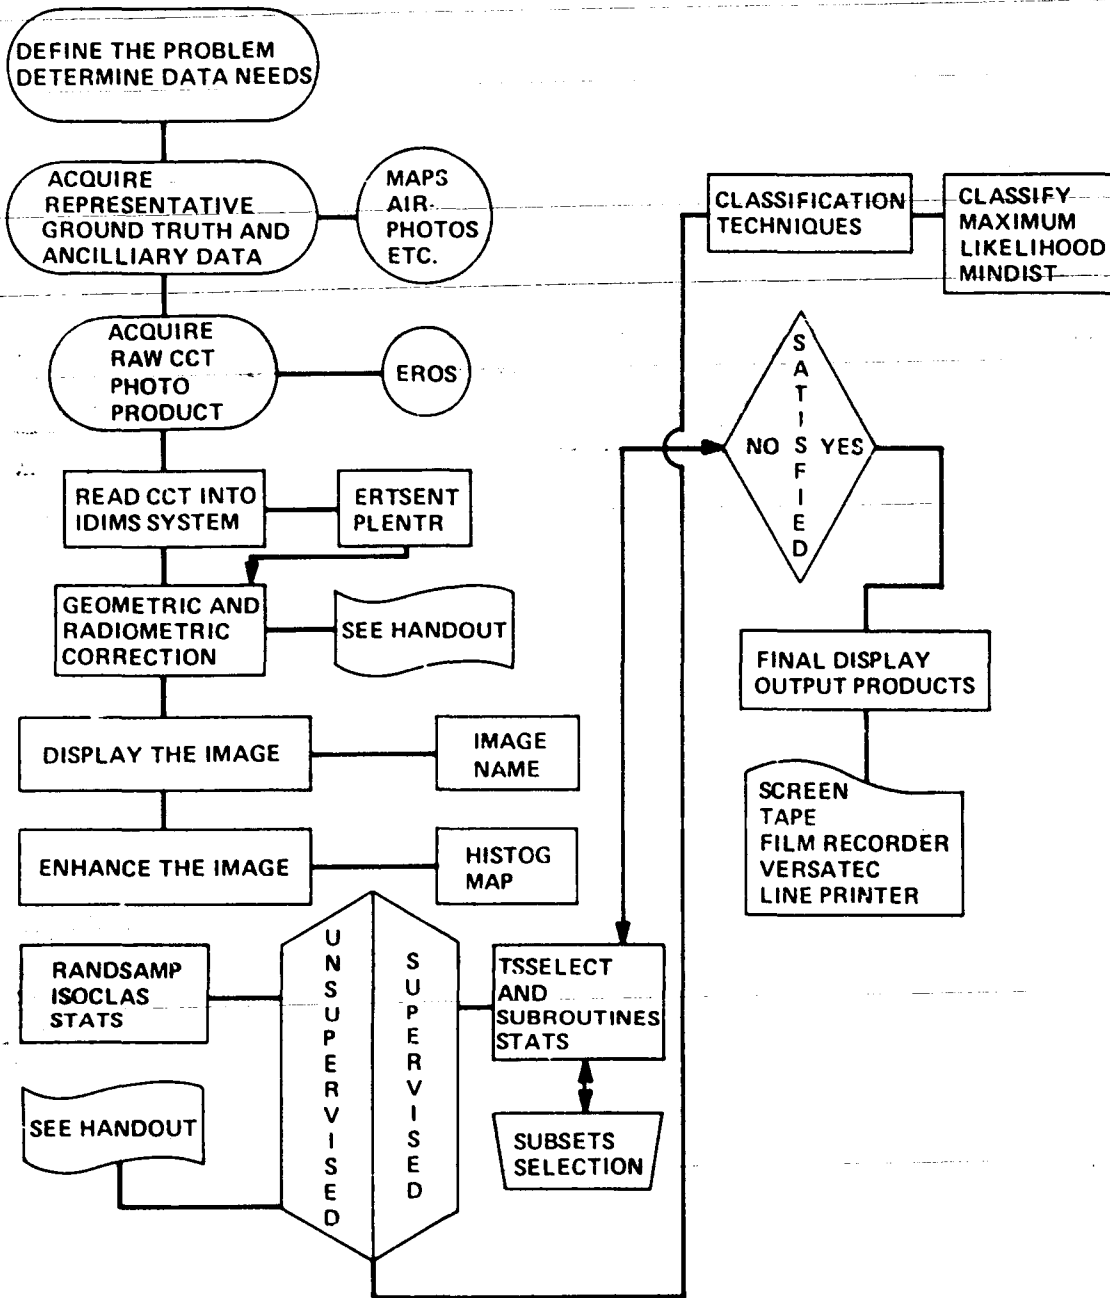 DEFINE THE PROBLEM
DETERMINE DATA NEEDS
ACQUIRE
REPRESENTATIVE
GROUND TRUTH AND
ANCILLIARY DATA
MAPS
AIR-
PHOTOS
ETC.
ACQUIRE
RAW CCT
PHOTO
PRODUCT
EROS
READ CCT INTO
IDIMS SYSTEM
ERTSENT
PLENTR
GEOMETRIC AND
RADIOMETRIC
CORRECTION
SEE HANDOUT
DISPLAY THE IMAGE
IMAGE
NAME
ENHANCE THE IMAGE
HISTOG
MAP
RANDSAMP
ISOCLAS
STATS
SEE HANDOUT
UNSUPERVISED
SUPERVISED
TSSELECT
AND
SUBROUTINES
STATS
SUBSETS
SELECTION
CLASSIFICATION
TECHNIQUES
CLASSIFY
MAXIMUM
LIKELIHOOD
MINDIST
SATISFIED
NO
YES
FINAL DISPLAY
OUTPUT PRODUCTS
SCREEN
TAPE
FILM RECORDER
VERSATEC
LINE PRINTER